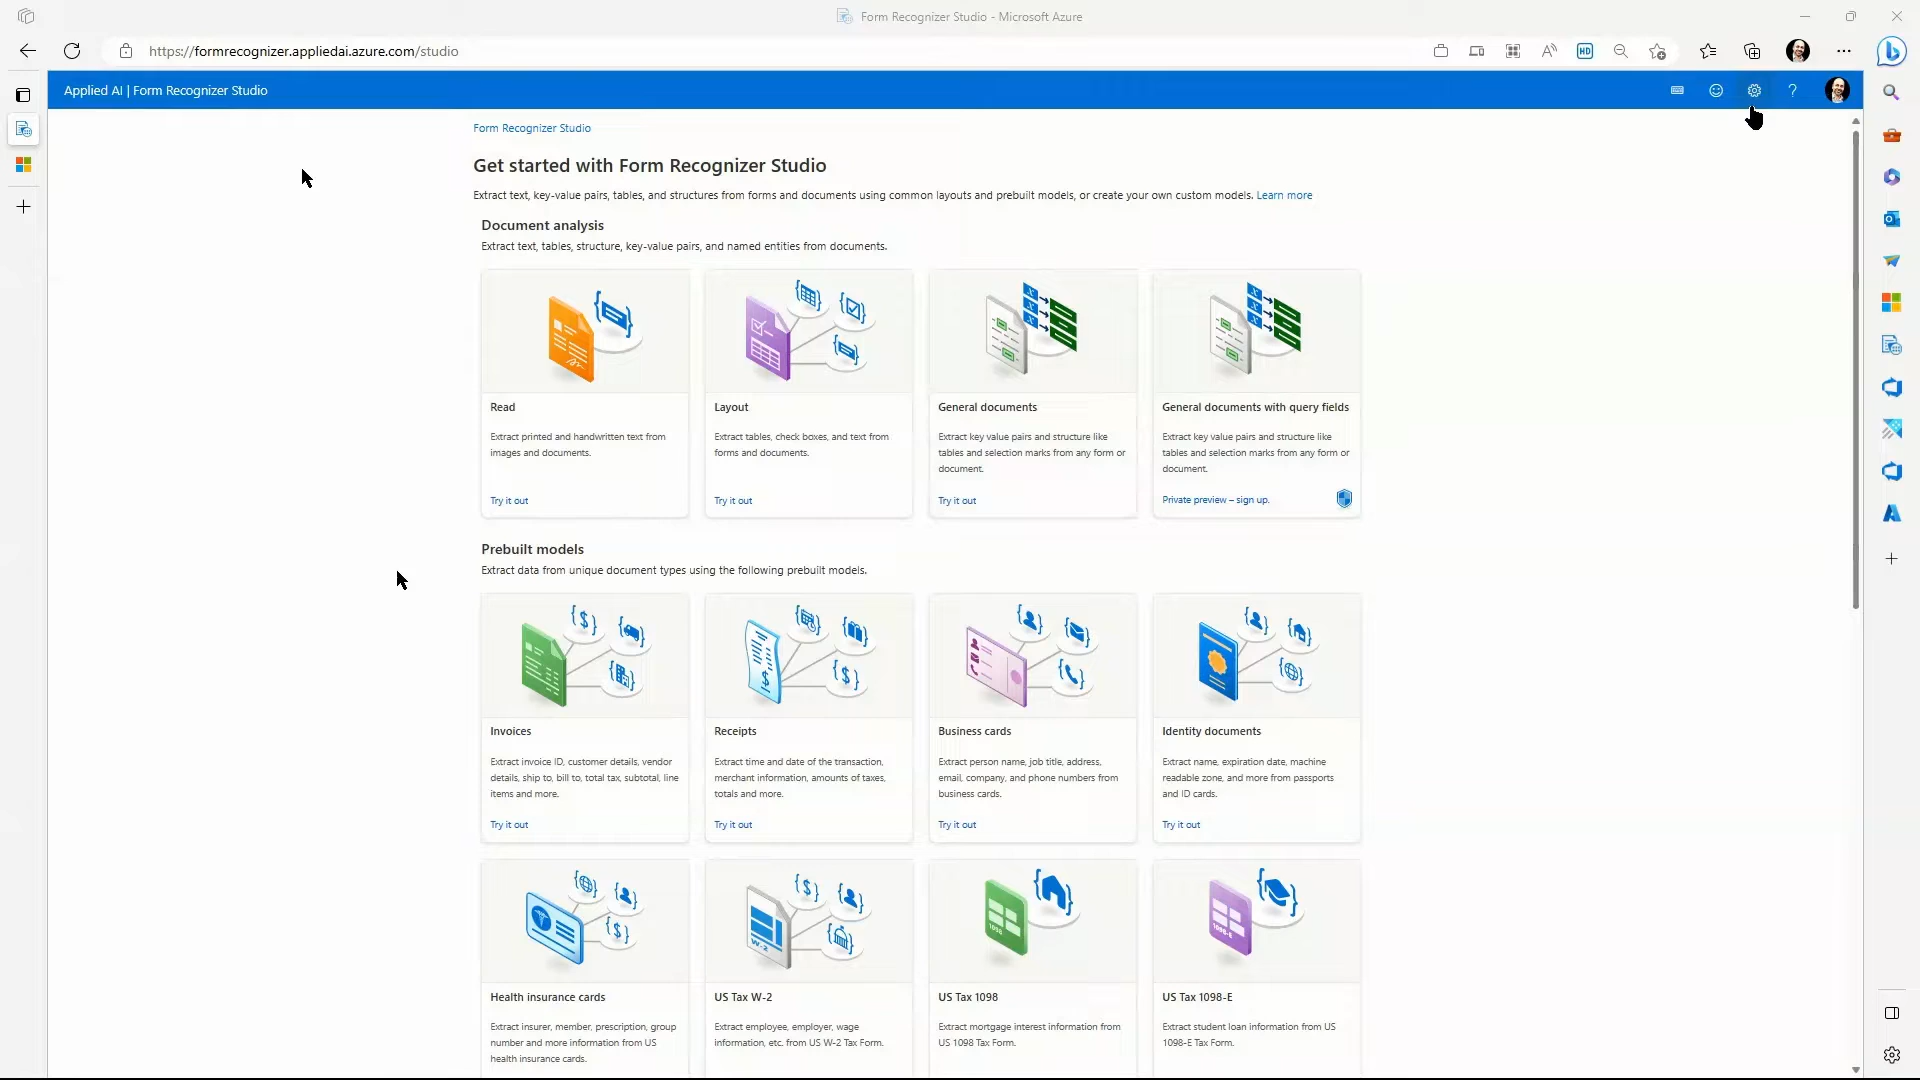 Form Recognizer Studio - Microsoft Azure
https://formrecognizer.appliedai.azure.com/studio
HD
Applied AI | Form Recognizer Studio
?
Form Recognizer Studio
Get started with Form Recognizer Studio
Extract text, key-value pairs, tables, and structures from forms and documents using common layouts and prebuilt models, or create your own custom models. Learn more
Document analysis
Extract text, tables, structure, key-value pairs, and named entities from documents.
Read
Extract printed and handwritten text from
images and documents.
Try it out
Layout
Extract tables, check boxes, and text from
forms and documents.
Try it out
General documents
Extract key value pairs and structure like
tables and selection marks from any form or
document.
Try it out
General documents with query fields
Extract key value pairs and structure like
tables and selection marks from any form or
document.
Private preview – sign up.
Prebuilt models
Extract data from unique document types using the following prebuilt models.
Invoices
Extract invoice ID, customer details, vendor
details, ship to, bill to, total tax, subtotal, line
items and more.
Try it out
Receipts
Extract time and date of the transaction,
merchant information, amounts of taxes,
totals and more.
Try it out
Business cards
Extract person name, job title, address,
email, company, and phone numbers from
business cards.
Try it out
Identity documents
Extract name, expiration date, machine
readable zone, and more from passports
and ID cards.
Try it out
W-2
1098
1098-E
Health insurance cards
Extract insurer, member, prescription, group
number and more information from US
health insurance cards.
US Tax W-2
Extract employee, employer, wage
information, etc. from US W-2 Tax Form.
US Tax 1098
Extract mortgage interest information from
US 1098 Tax Form.
US Tax 1098-E
Extract student loan information from US
1098-E Tax Form.